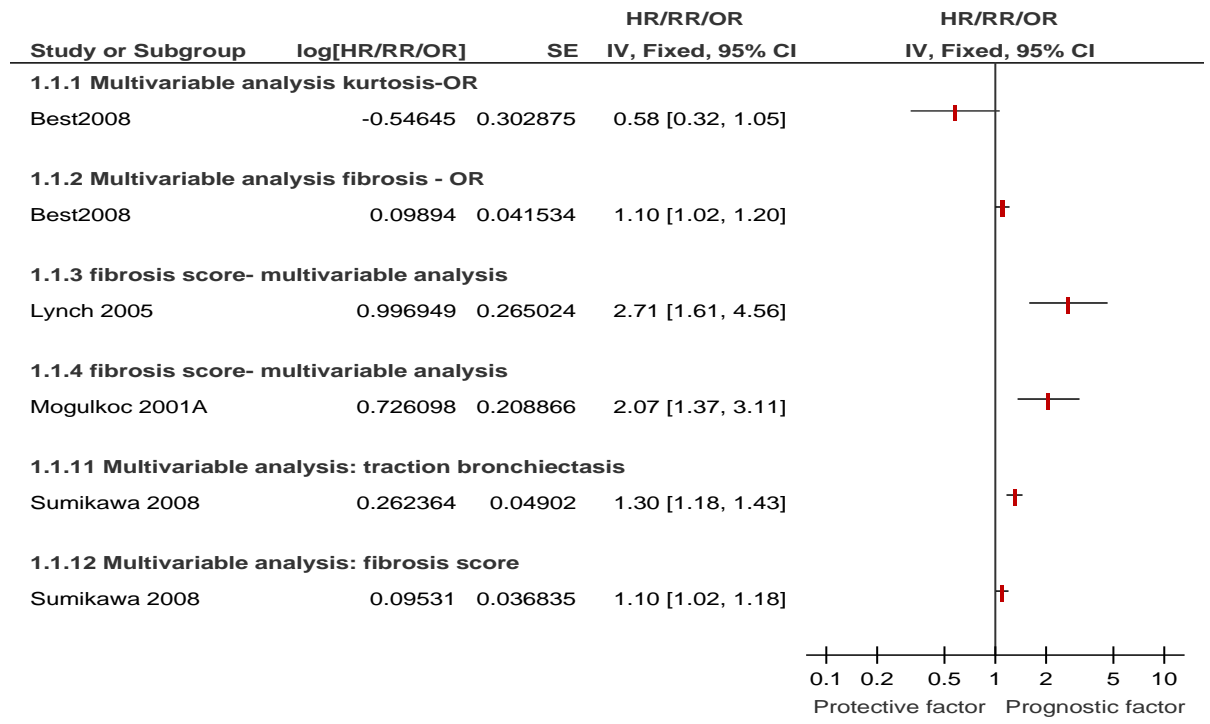 HR/RR/OR HR/RR/OR
Study or Subgroup log[HR/RR/OR] SE IV, Fixed, 95% CI IV, Fixed, 95% CI
1.1.1 Multivariable analysis kurtosis-OR
Best2008 -0.54645 0.302875 0.58 [0.32, 1.05]
1.1.2 Multivariable analysis fibrosis - OR
Best2008 0.09894 0.041534 1.10 [1.02, 1.20]
1.1.3 fibrosis score- multivariable analysis
Lynch 2005 0.996949 0.265024 2.71 [1.61, 4.56]
1.1.4 fibrosis score- multivariable analysis
Mogulkoc 2001A 0.726098 0.208866 2.07 [1.37, 3.11]
1.1.11 Multivariable analysis: traction bronchiectasis
Sumikawa 2008 0.262364 0.04902 1.30 [1.18, 1.43]
1.1.12 Multivariable analysis: fibrosis score
Sumikawa 2008 0.09531 0.036835 1.10 [1.02, 1.18]
0.1 0.2 0.5 1 2 5 10
Protective factor Prognostic factor